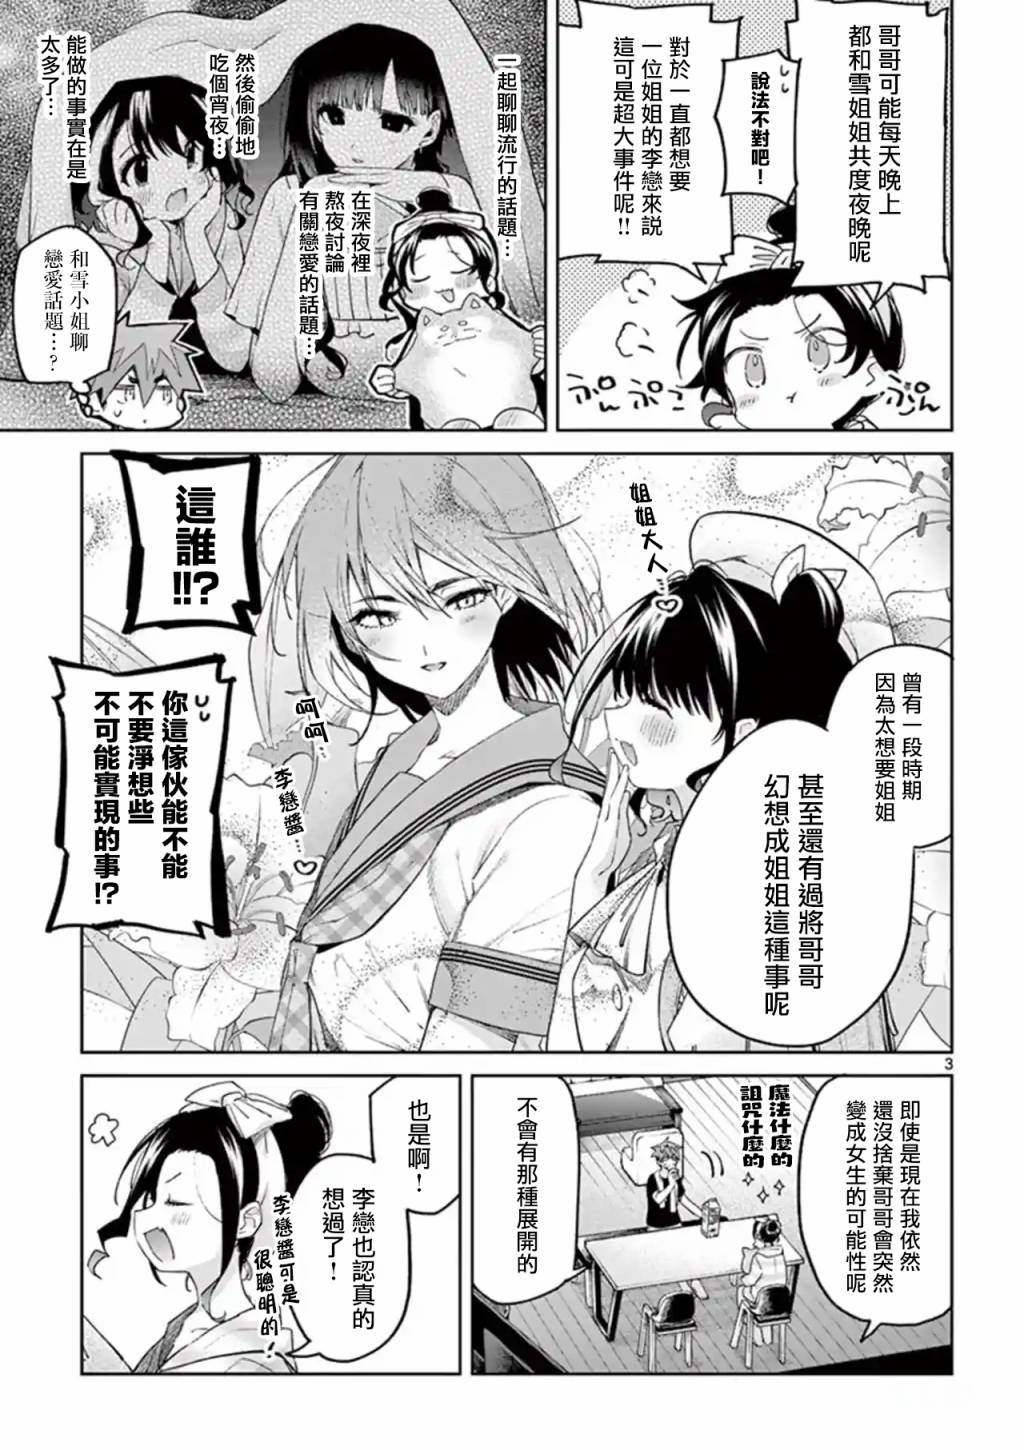 哥哥可能每天晚上
都和雪姐姐共度夜晚呢
說法不對吧！
對於一直都想要
一位姐姐的李戀來説
這可是超大事件呢!!
ぷんぷこ
ぷん
一起聊聊流行的話題…
在深夜裡
熬夜討論
有關戀愛的話題…
然後偷偷地
吃個宵夜…
能做的事實在是
太多了…
和雪小姐聊
戀愛話題…？
曾有一段時期
因為太想要姐姐
甚至還有過將哥哥
幻想成姐姐這種事呢
姐姐大人…♡
呵呵…
李戀醬…♡
這誰!!?
你這傢伙能不能
不要淨想些
不可能實現的事!?
3
即使是現在我依然
還沒捨棄哥哥會突然
變成女生的可能性呢
魔法什麼的
詛咒什麼的
不會有那種展開的
也是啊！
李戀也認真的
想過了！
李戀醬可是
很聰明的！